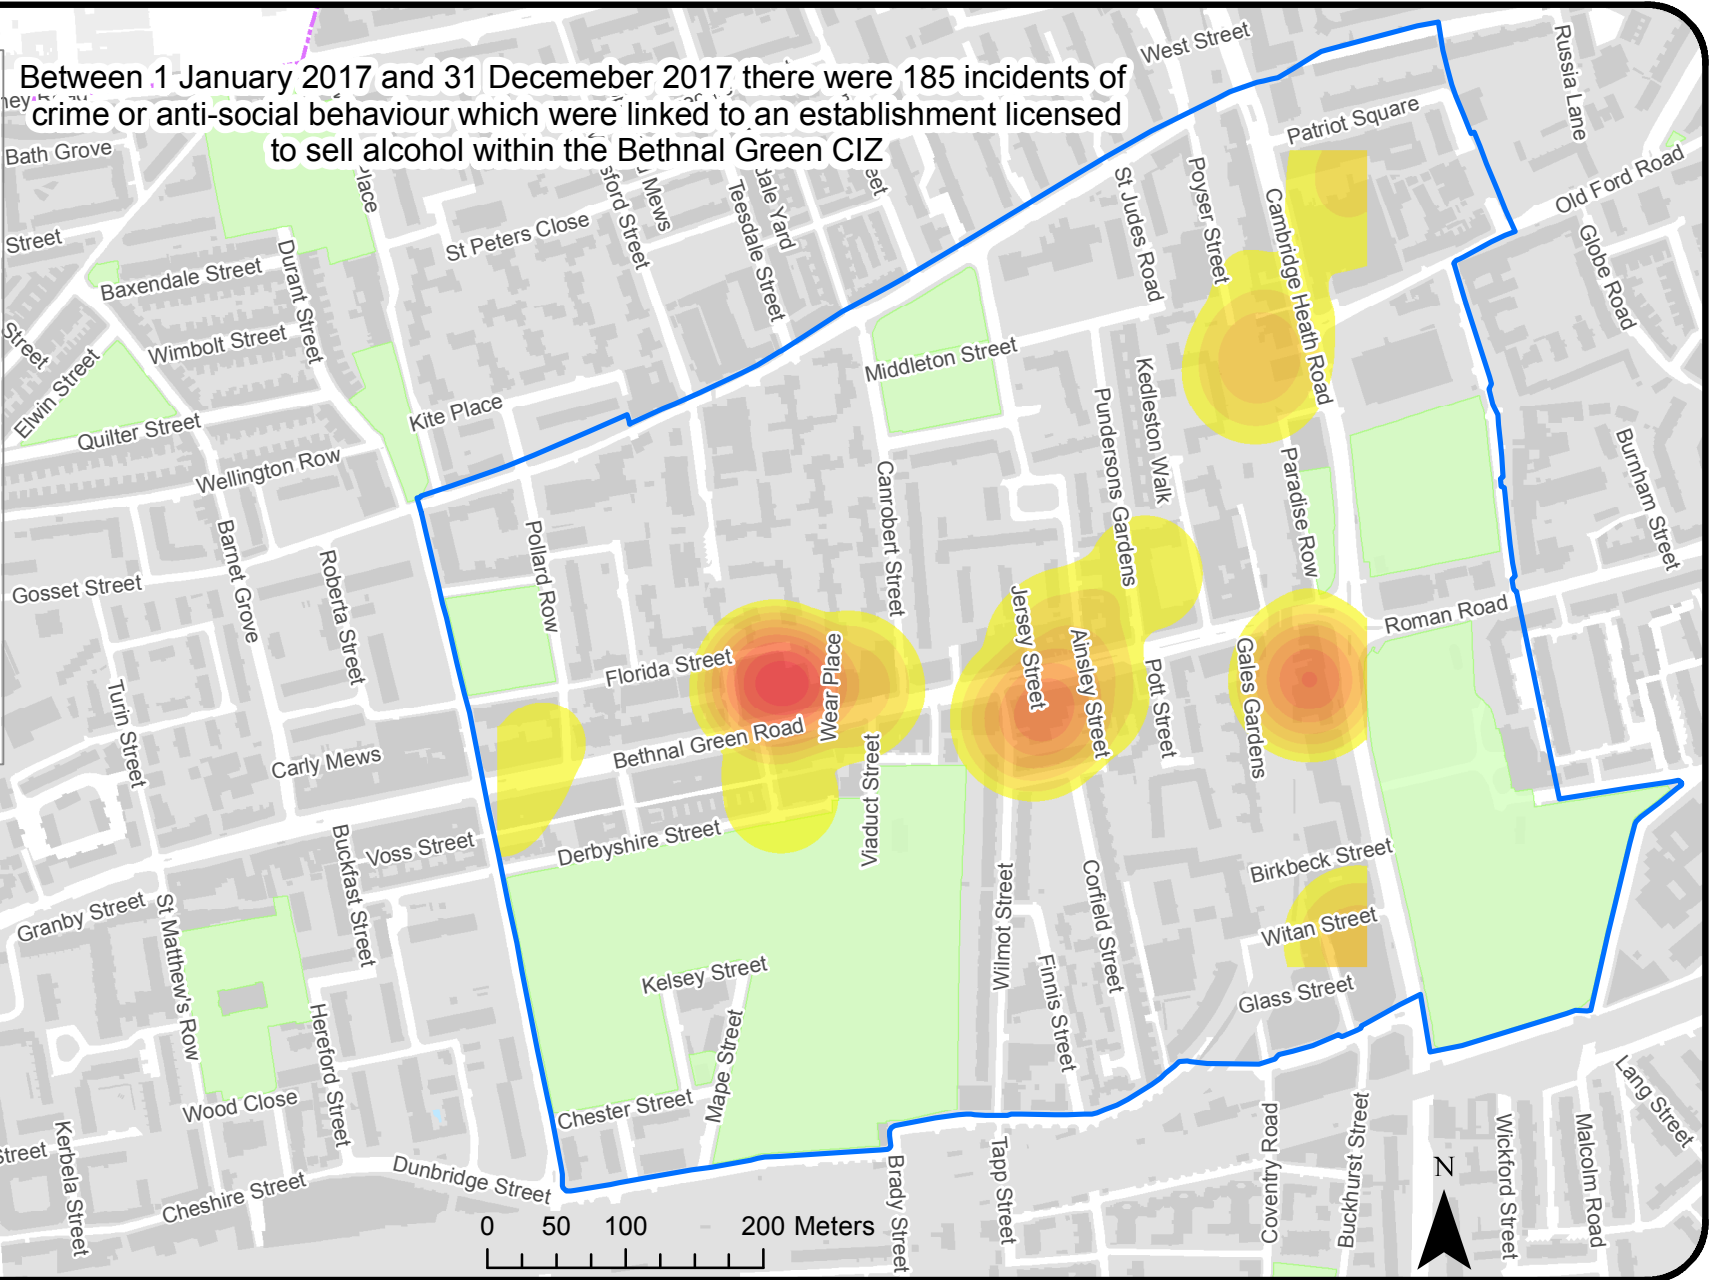 Between 1 January 2017 and 31 Decemeber 2017 there were 185 incidents of
crime or anti-social behaviour which were linked to an establishment licensed
to sell alcohol within the Bethnal Green CIZ
West Street
Russia Lane
Patriot Square
Bath Grove
Place
Mews
Teesdale Street
St Judes Road
Poyser Street
Cambridge Heath Road
Old Ford Road
Street
St Peters Close
Globe Road
Durant Street
Baxendale Street
Street
Wimbolt Street
Elwin Street
Middleton Street
Kedleston Walk
Pundersons Gardens
Kite Place
Quilter Street
Wellington Row
Canrobert Street
Paradise Row
Burnham Street
Barnet Grove
Pollard Row
Roberta Street
Gosset Street
Jersey Street
Ainsley Street
Roman Road
Florida Street
Wear Place
Pott Street
Gales Gardens
Turin Street
Bethnal Green Road
Carly Mews
Viaduct Street
Voss Street
Derbyshire Street
Buckfast Street
Birkbeck Street
Granby Street
St Matthew's Row
Wilmot Street
Corfield Street
Witan Street
Kelsey Street
Finnis Street
Glass Street
Hereford Street
Mape Street
Wood Close
Chester Street
Lang Street
Kerbela Street
Street
Cheshire Street
Dunbridge Street
Brady Street
Tapp Street
Coventry Road
Buckhurst Street
Wickford Street
Malcolm Road
N
0 50 100 200 Meters